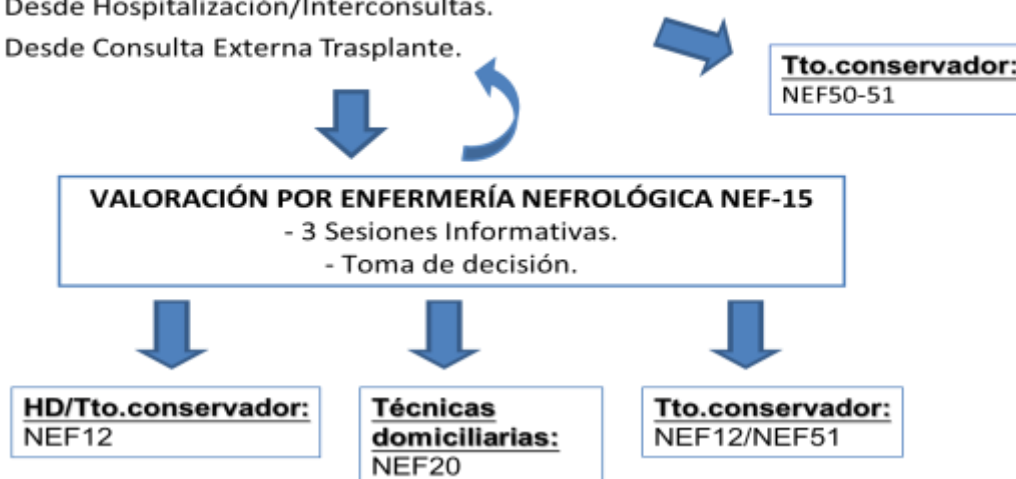 Desde Hospitalización/Interconsultas.
Desde Consulta Externa Trasplante.
Tto.conservador:
NEF50-51
VALORACIÓN POR ENFERMERÍA NEFROLÓGICA NEF-15
- 3 Sesiones Informativas.
- Toma de decisión.
HD/Tto.conservador:
NEF12
Técnicas
domiciliarias:
NEF20
Tto.conservador:
NEF12/NEF51